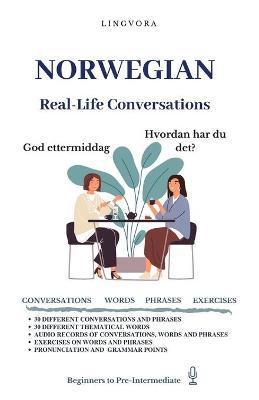 LINGVORA
NORWEGIAN
Real-Life Conversations
Hvordan har du
det?
God ettermiddag
CONVERSATIONS WORDS PHRASES EXERCISES
• 30 DIFFERENT CONVERSATIONS AND PHRASES
• 30 DIFFERENT THEMATICAL WORDS
• AUDIO RECORDS OF CONVERSATIONS, WORDS AND PHRASES
• EXERCISES ON WORDS AND PHRASES
• PRONUNCIATION AND GRAMMAR POINTS
Beginners to Pre-Intermediate